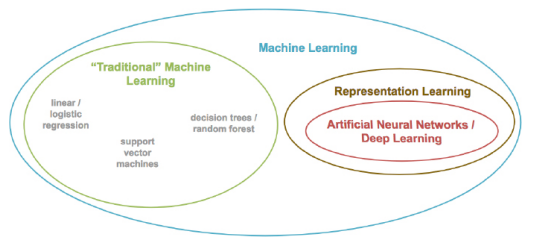 Machine Learning
“Traditional” Machine
Learning
linear /
logistic
regression
support
vector
machines
decision trees /
random forest
Representation Learning
Artificial Neural Networks /
Deep Learning